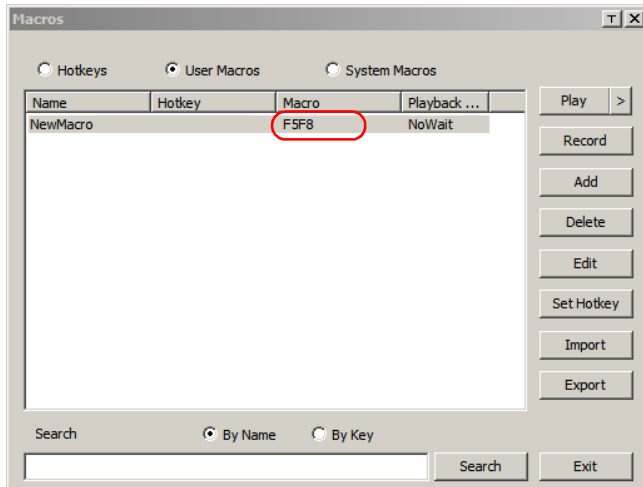 Macros T X
Hotkeys User Macros System Macros
Name Hotkey Macro Playback ...
NewMacro F5F8 NoWait
Play >
Record
Add
Delete
Edit
Set Hotkey
Import
Export
Search By Name By Key
Search Exit